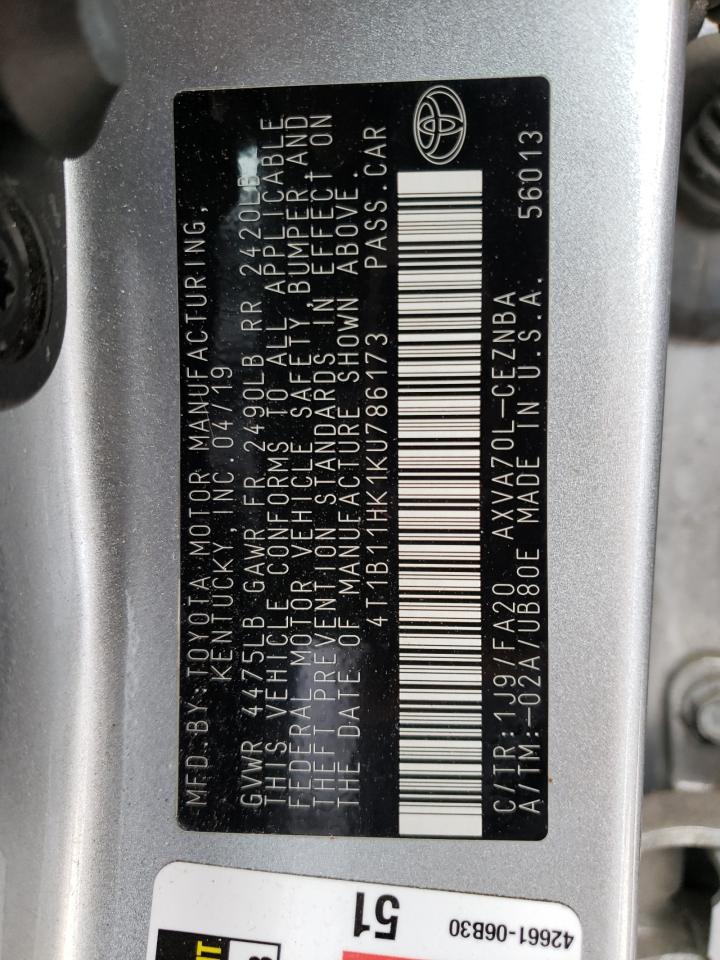 MFD. BY: TOYOTA MOTOR MANUFACTURING,
KENTUCKY, INC. 04/19
GVWR 4475LB GAWR FR 2490LB RR 2420LB
THIS VEHICLE CONFORMS TO ALL APPLICABLE
FEDERAL MOTOR VEHICLE SAFETY, BUMPER, AND
THEFT PREVENTION STANDARDS IN EFFECT ON
THE DATE OF MANUFACTURE SHOWN ABOVE.
4T1B11HK1KU786173 PASS.CAR
C/TR:1J9/FA20 AXVA70L-CEZNBA
A/TM:-02A/UB80E MADE IN U.S.A. 56013
51
42661-06B30